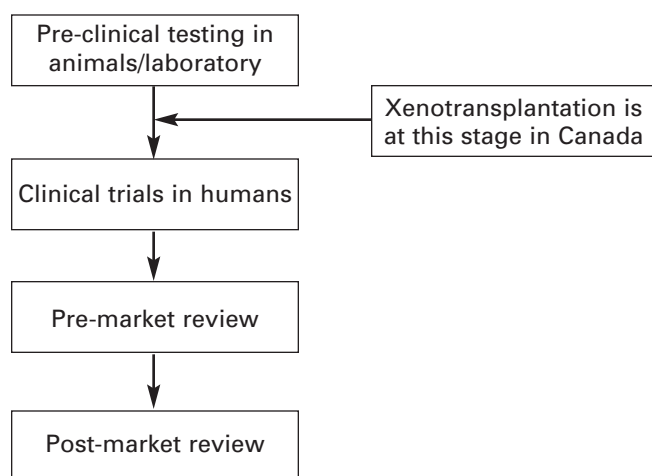 Pre-clinical testing in
animals/laboratory
Xenotransplantation is
at this stage in Canada
Clinical trials in humans
Pre-market review
Post-market review